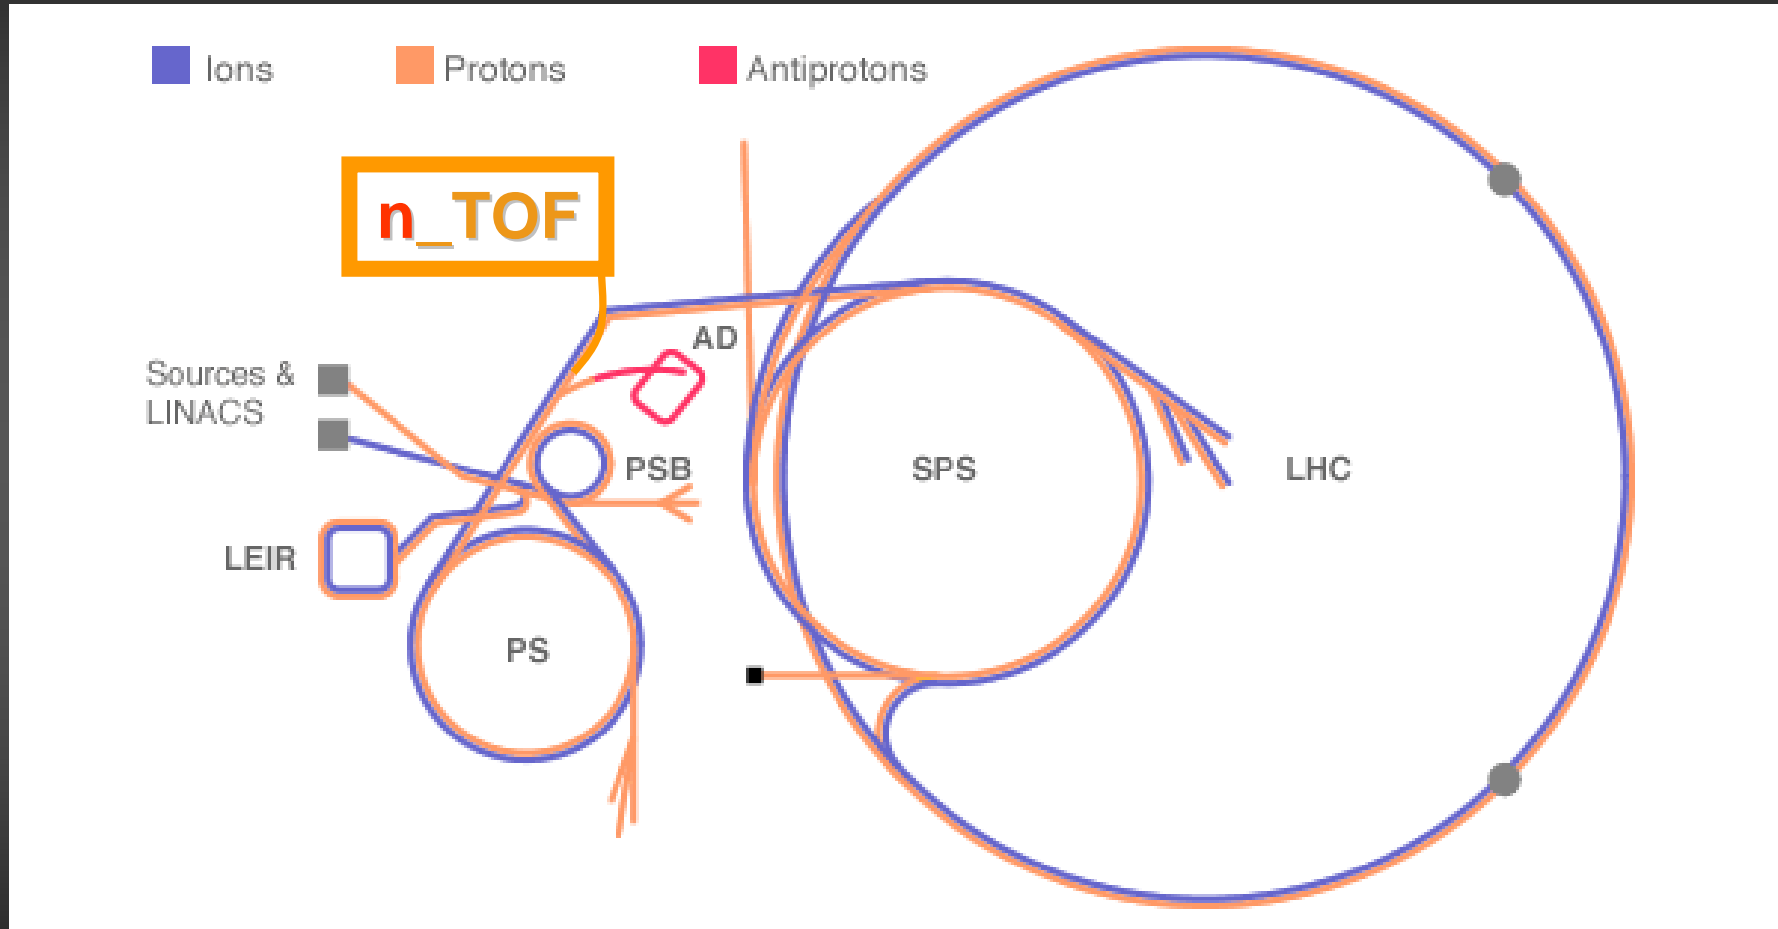 Ions
Protons
Antiprotons
n_TOF
AD
Sources &
LINACS
PSB
SPS
LHC
LEIR
PS